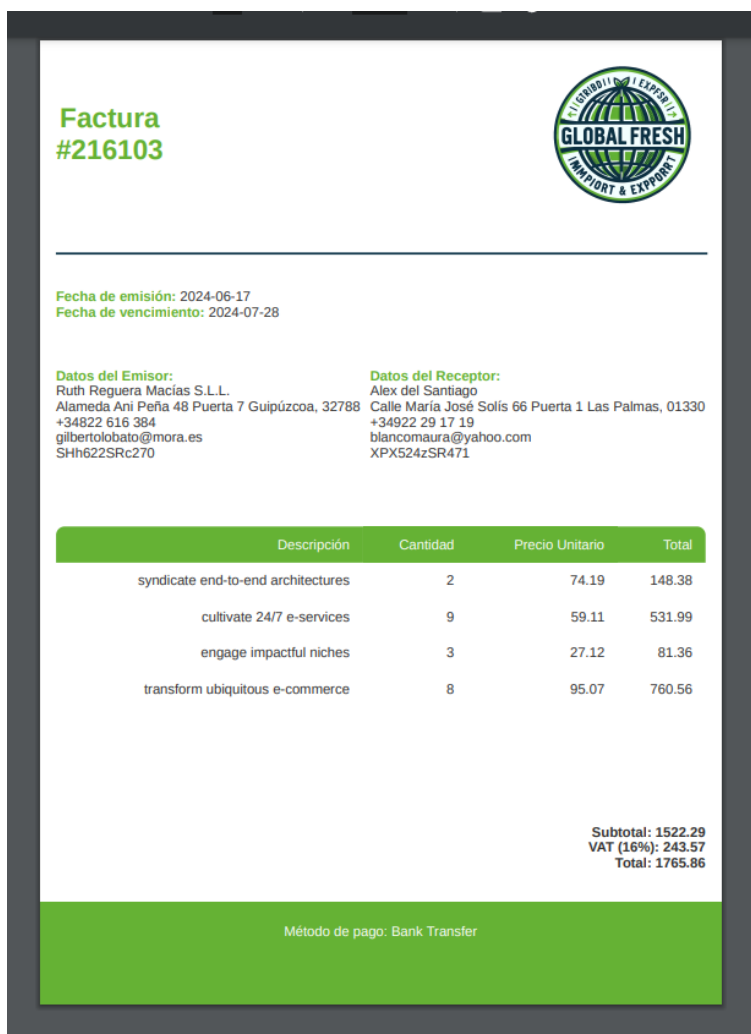 Factura
#216103
GLOBAL FRESH
IMMPIORT & EXPPORRT
Fecha de emisión: 2024-06-17
Fecha de vencimiento: 2024-07-28
Datos del Emisor:
Ruth Reguera Macías S.L.L.
Alameda Ani Peña 48 Puerta 7 Guipúzcoa, 32788
+34822 616 384
gilbertolobato@mora.es
SHh622SRc270
Datos del Receptor:
Alex del Santiago
Calle María José Solís 66 Puerta 1 Las Palmas, 01330
+34922 29 17 19
blancomaura@yahoo.com
XPX524zSR471
Descripción Cantidad Precio Unitario Total
syndicate end-to-end architectures 2 74.19 148.38
cultivate 24/7 e-services 9 59.11 531.99
engage impactful niches 3 27.12 81.36
transform ubiquitous e-commerce 8 95.07 760.56
Subtotal: 1522.29
VAT (16%): 243.57
Total: 1765.86
Método de pago: Bank Transfer